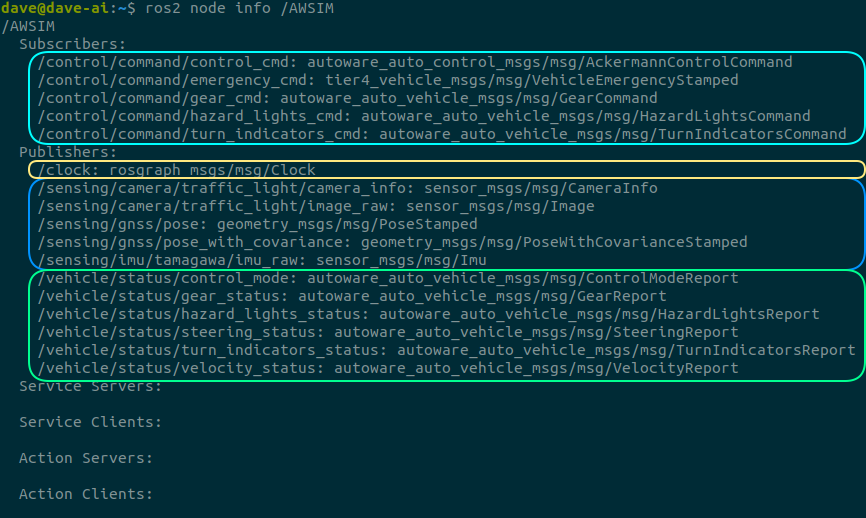 dave@dave-ai:~$ ros2 node info /AWSIM
/AWSIM
  Subscribers:
    /control/command/control_cmd: autoware_auto_control_msgs/msg/AckermannControlCommand
    /control/command/emergency_cmd: tier4_vehicle_msgs/msg/VehicleEmergencyStamped
    /control/command/gear_cmd: autoware_auto_vehicle_msgs/msg/GearCommand
    /control/command/hazard_lights_cmd: autoware_auto_vehicle_msgs/msg/HazardLightsCommand
    /control/command/turn_indicators_cmd: autoware_auto_vehicle_msgs/msg/TurnIndicatorsCommand
  Publishers:
    /clock: rosgraph_msgs/msg/Clock
    /sensing/camera/traffic_light/camera_info: sensor_msgs/msg/CameraInfo
    /sensing/camera/traffic_light/image_raw: sensor_msgs/msg/Image
    /sensing/gnss/pose: geometry_msgs/msg/PoseStamped
    /sensing/gnss/pose_with_covariance: geometry_msgs/msg/PoseWithCovarianceStamped
    /sensing/imu/tamagawa/imu_raw: sensor_msgs/msg/Imu
    /vehicle/status/control_mode: autoware_auto_vehicle_msgs/msg/ControlModeReport
    /vehicle/status/gear_status: autoware_auto_vehicle_msgs/msg/GearReport
    /vehicle/status/hazard_lights_status: autoware_auto_vehicle_msgs/msg/HazardLightsReport
    /vehicle/status/steering_status: autoware_auto_vehicle_msgs/msg/SteeringReport
    /vehicle/status/turn_indicators_status: autoware_auto_vehicle_msgs/msg/TurnIndicatorsReport
    /vehicle/status/velocity_status: autoware_auto_vehicle_msgs/msg/VelocityReport
  Service Servers:
  Service Clients:
  Action Servers:
  Action Clients: